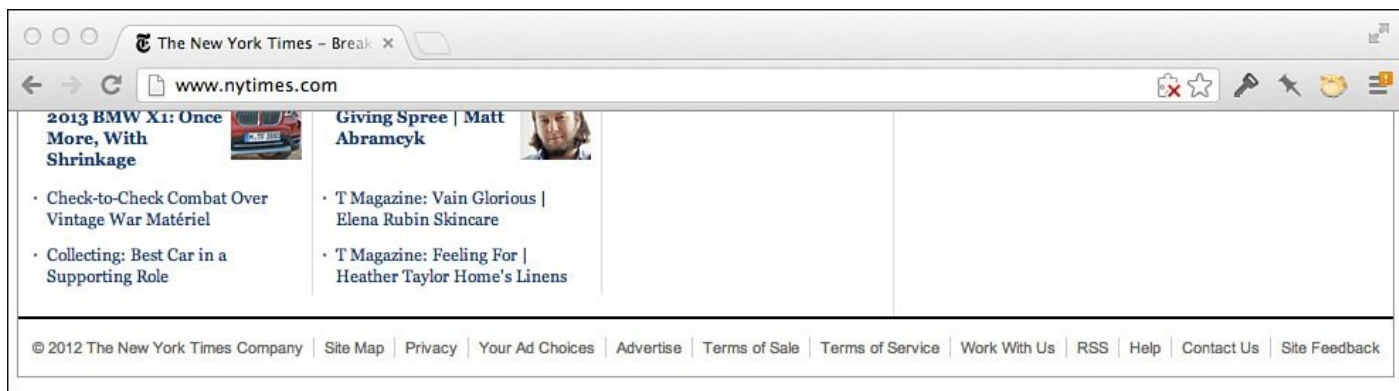 The New York Times – Break
www.nytimes.com
2013 BMW X1: Once
More, With
Shrinkage
Check-to-Check Combat Over
Vintage War Matériel
Collecting: Best Car in a
Supporting Role
Giving Spree | Matt
Abramcyk
T Magazine: Vain Glorious |
Elena Rubin Skincare
T Magazine: Feeling For |
Heather Taylor Home's Linens
© 2012 The New York Times Company | Site Map | Privacy | Your Ad Choices | Advertise | Terms of Sale | Terms of Service | Work With Us | RSS | Help | Contact Us | Site Feedback